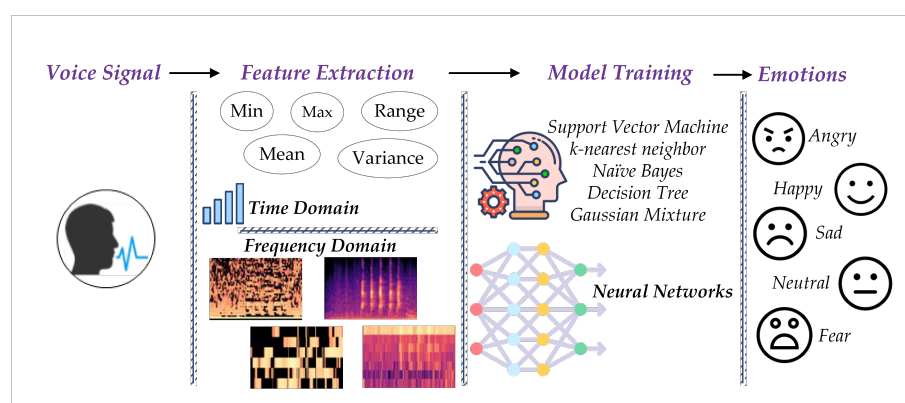 Voice Signal
Feature Extraction
Model Training
Emotions
Min
Max
Range
Mean
Variance
Time Domain
Frequency Domain
Support Vector Machine
k-nearest neighbor
Naïve Bayes
Decision Tree
Gaussian Mixture
Neural Networks
Angry
Happy
Sad
Neutral
Fear